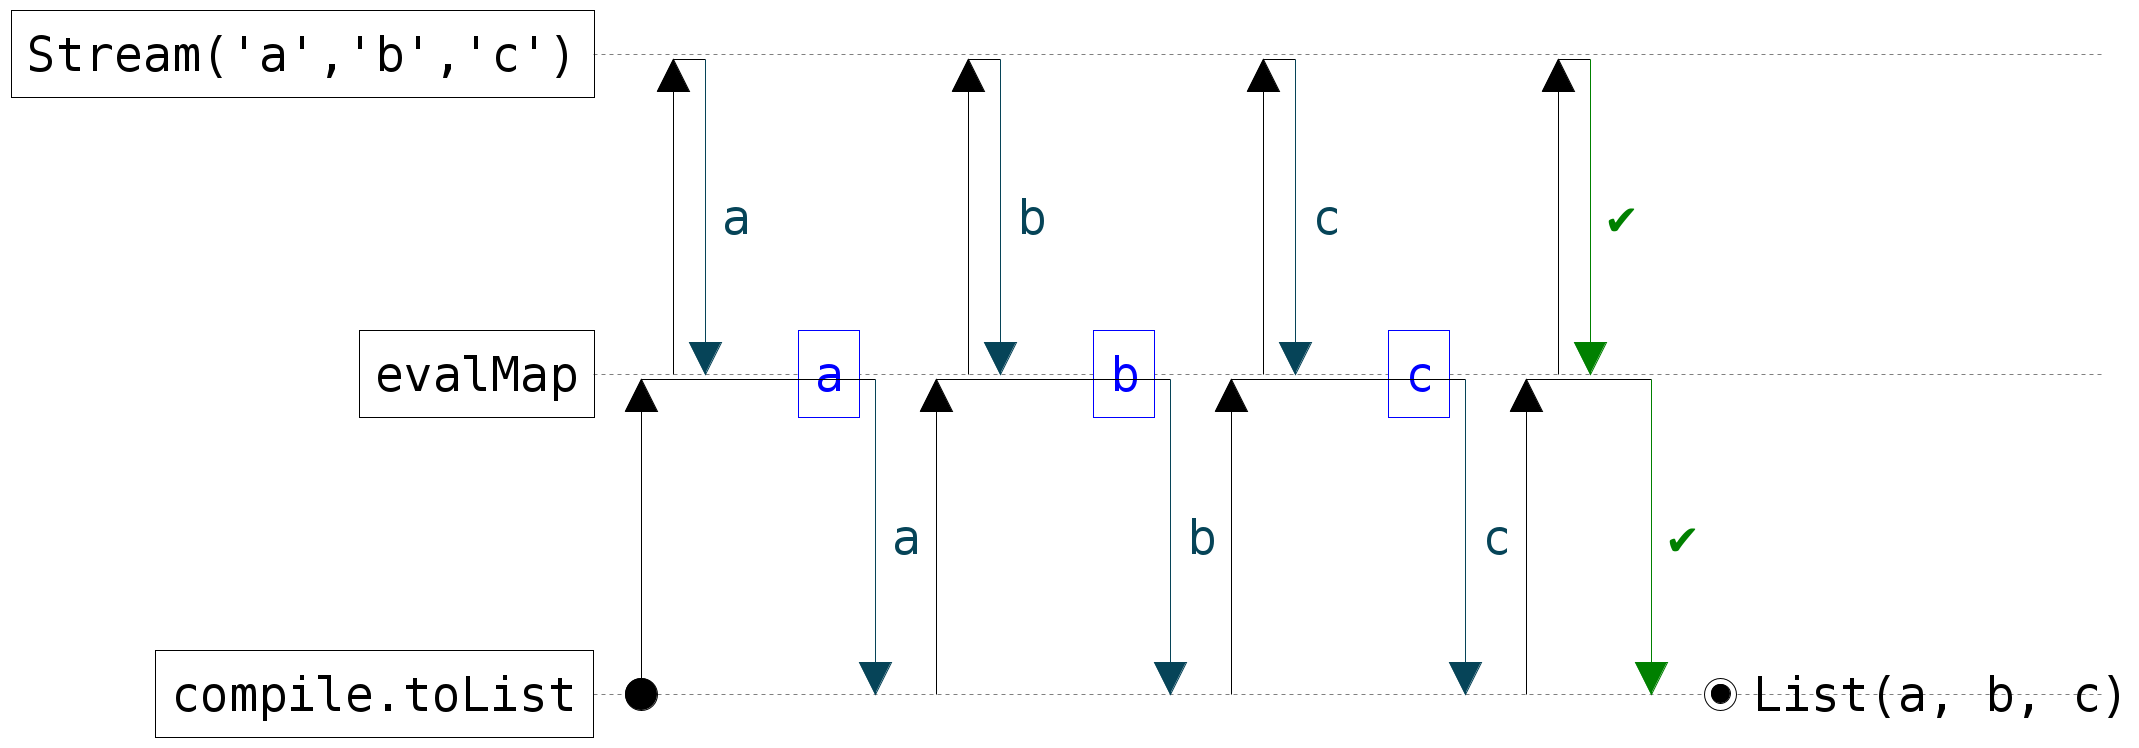 Stream('a','b','c')
a b c ✔
evalMap a b c
a b c ✔
compile.toList List(a, b, c)